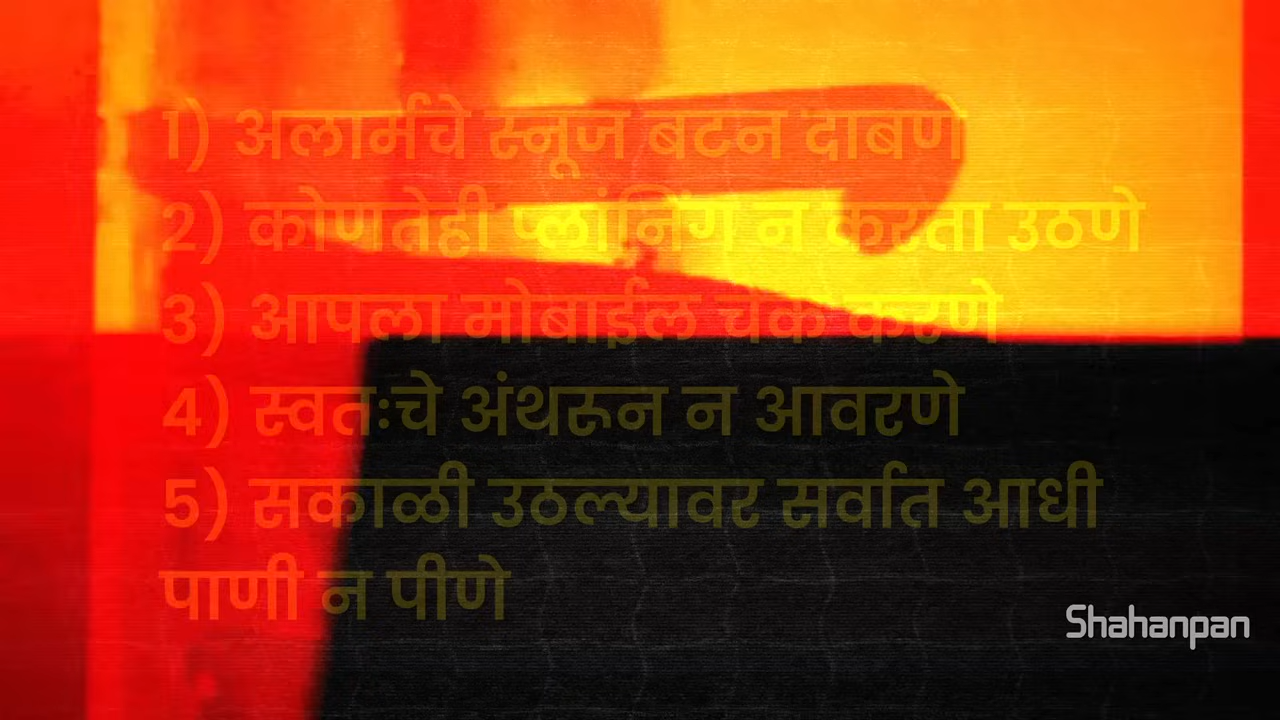 1) अलार्मचे स्नूज बटन दाबणे
2) कोणतेही प्लांनिंग न करता उठणे
3) आपला मोबाईल चेक करणे
4) स्वतःचे अंथरून न आवरणे
5) सकाळी उठल्यावर सर्वात आधी
पाणी न पीणे
Shahanpan